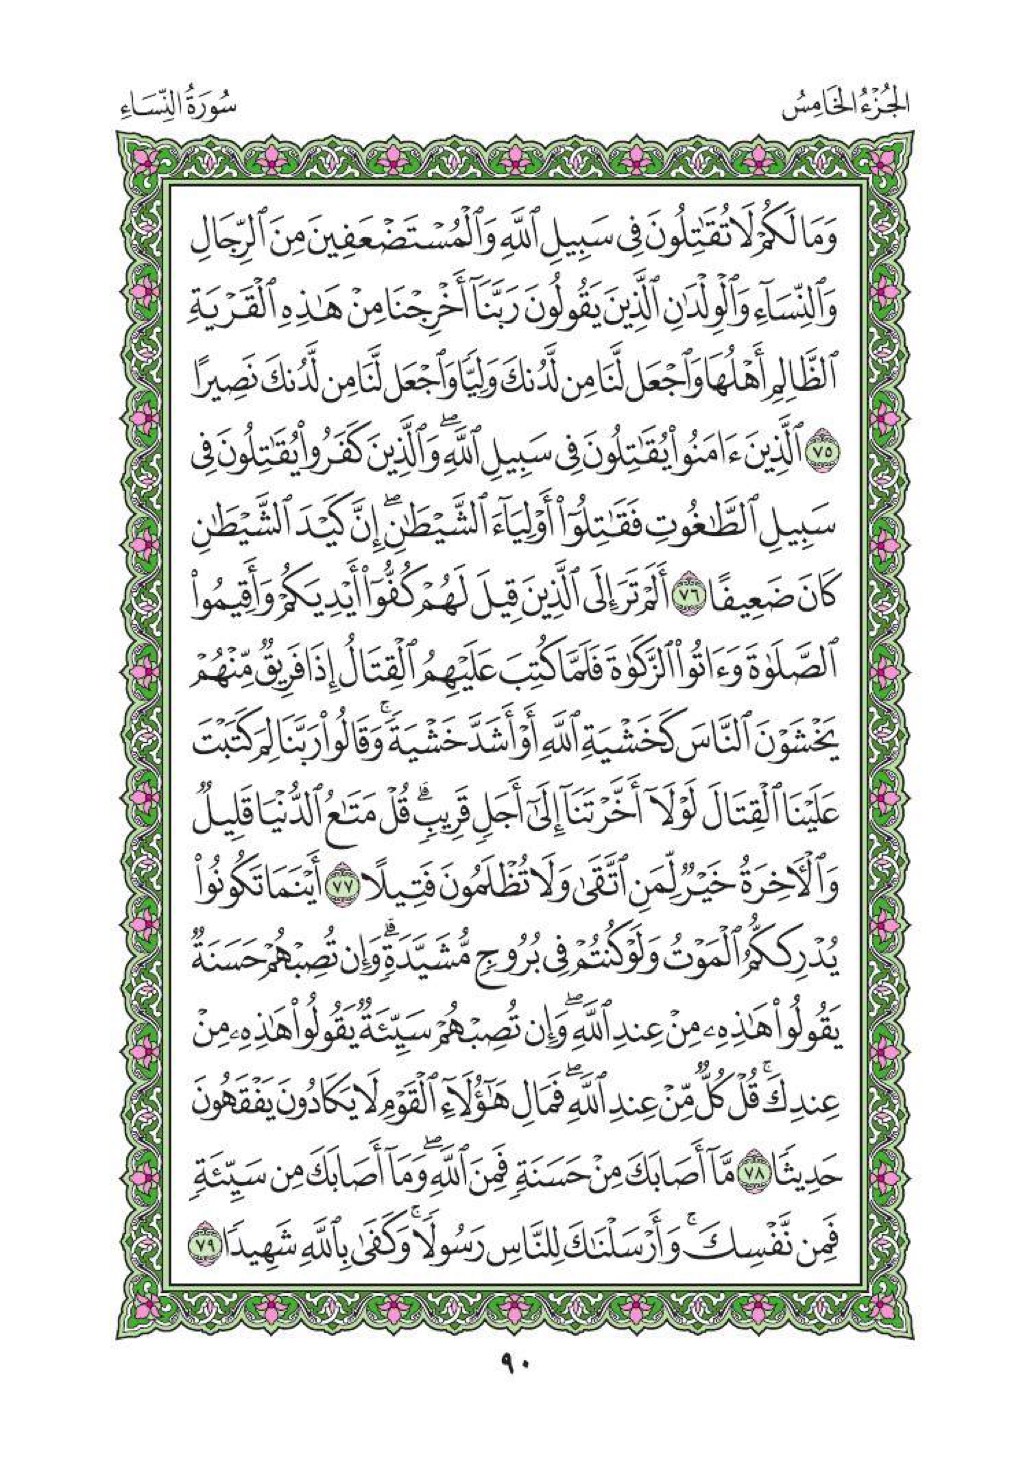 الجُزْءُ الخَامِسُ
سُورَةُ النِّسَاءِ
وَمَا لَكُمْ لَا تُقَٰتِلُونَ فِى سَبِيلِ ٱللَّهِ وَٱلْمُسْتَضْعَفِينَ مِنَ ٱلرِّجَالِ
وَٱلنِّسَآءِ وَٱلْوِلْدَٰنِ ٱلَّذِينَ يَقُولُونَ رَبَّنَآ أَخْرِجْنَا مِنْ هَٰذِهِ ٱلْقَرْيَةِ
ٱلظَّالِمِ أَهْلُهَا وَٱجْعَل لَّنَا مِن لَّدُنكَ وَلِيًّا وَٱجْعَل لَّنَا مِن لَّدُنكَ نَصِيرًا
٧٥ ٱلَّذِينَ ءَامَنُوا۟ يُقَٰتِلُونَ فِى سَبِيلِ ٱللَّهِ ۖ وَٱلَّذِينَ كَفَرُوا۟ يُقَٰتِلُونَ فِى
سَبِيلِ ٱلطَّٰغُوتِ فَقَٰتِلُوٓا۟ أَوْلِيَآءَ ٱلشَّيْطَٰنِ ۖ إِنَّ كَيْدَ ٱلشَّيْطَٰنِ
كَانَ ضَعِيفًا ٧٦ أَلَمْ تَرَ إِلَى ٱلَّذِينَ قِيلَ لَهُمْ كُفُّوٓا۟ أَيْدِيَكُمْ وَأَقِيمُوا۟
ٱلصَّلَوٰةَ وَءَاتُوا۟ ٱلزَّكَوٰةَ فَلَمَّا كُتِبَ عَلَيْهِمُ ٱلْقِتَالُ إِذَا فَرِيقٌ مِّنْهُمْ
يَخْشَوْنَ ٱلنَّاسَ كَخَشْيَةِ ٱللَّهِ أَوْ أَشَدَّ خَشْيَةً ۚ وَقَالُوا۟ رَبَّنَا لِمَ كَتَبْتَ
عَلَيْنَا ٱلْقِتَالَ لَوْلَآ أَخَّرْتَنَآ إِلَىٰٓ أَجَلٍ قَرِيبٍ ۗ قُلْ مَتَٰعُ ٱلدُّنْيَا قَلِيلٌ
وَٱلْأَخِرَةُ خَيْرٌ لِّمَنِ ٱتَّقَىٰ وَلَا تُظْلَمُونَ فَتِيلًا ٧٧ أَيْنَمَا تَكُونُوا۟
يُدْرِككُّمُ ٱلْمَوْتُ وَلَوْ كُنتُمْ فِى بُرُوجٍ مُّشَيَّدَةٍ ۗ وَإِن تُصِبْهُمْ حَسَنَةٌ
يَقُولُوا۟ هَٰذِهِۦ مِنْ عِندِ ٱللَّهِ ۖ وَإِن تُصِبْهُمْ سَيِّئَةٌ يَقُولُوا۟ هَٰذِهِۦ مِنْ
عِندِكَ ۚ قُلْ كُلٌّ مِّنْ عِندِ ٱللَّهِ ۖ فَمَالِ هَٰٓؤُلَآءِ ٱلْقَوْمِ لَا يَكَادُونَ يَفْقَهُونَ
حَدِيثًا ٧٨ مَّآ أَصَابَكَ مِنْ حَسَنَةٍ فَمِنَ ٱللَّهِ ۖ وَمَآ أَصَابَكَ مِن سَيِّئَةٍ
فَمِن نَّفْسِكَ ۚ وَأَرْسَلْنَٰكَ لِلنَّاسِ رَسُولًا ۚ وَكَفَىٰ بِٱللَّهِ شَهِيدًا ٧٩
٩٠